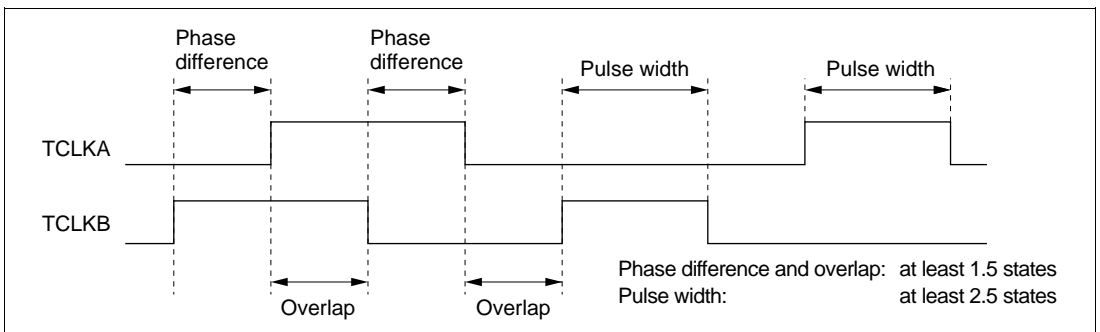 Phase
difference
Phase
difference
Pulse width
Pulse width
TCLKA
TCLKB
Overlap
Overlap
Phase difference and overlap: at least 1.5 states
Pulse width: at least 2.5 states